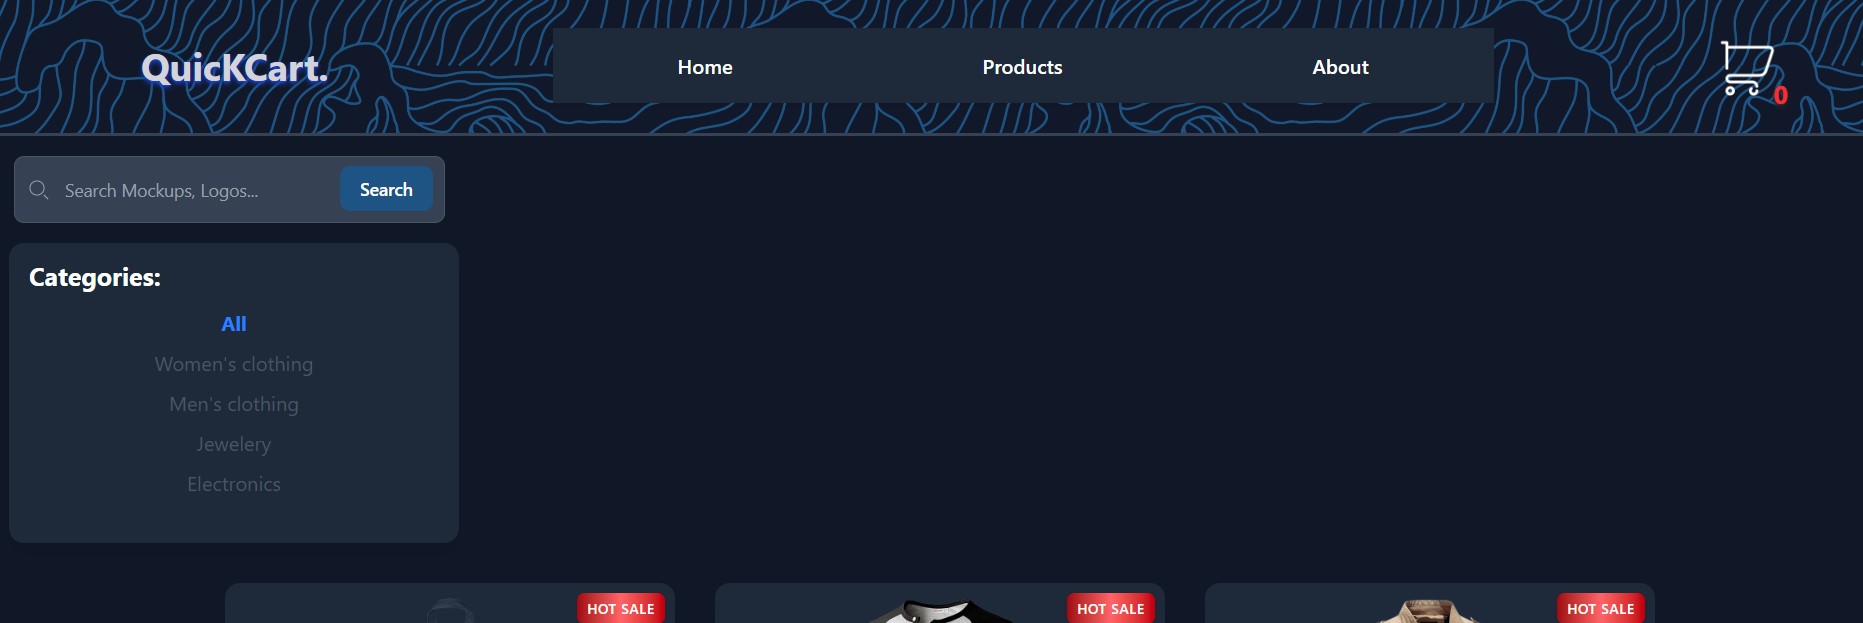 QuicKCart.
Home
Products
About
0
Search Mockups, Logos...
Search
Categories:
All
Women's clothing
Men's clothing
Jewelery
Electronics
HOT SALE
HOT SALE
HOT SALE